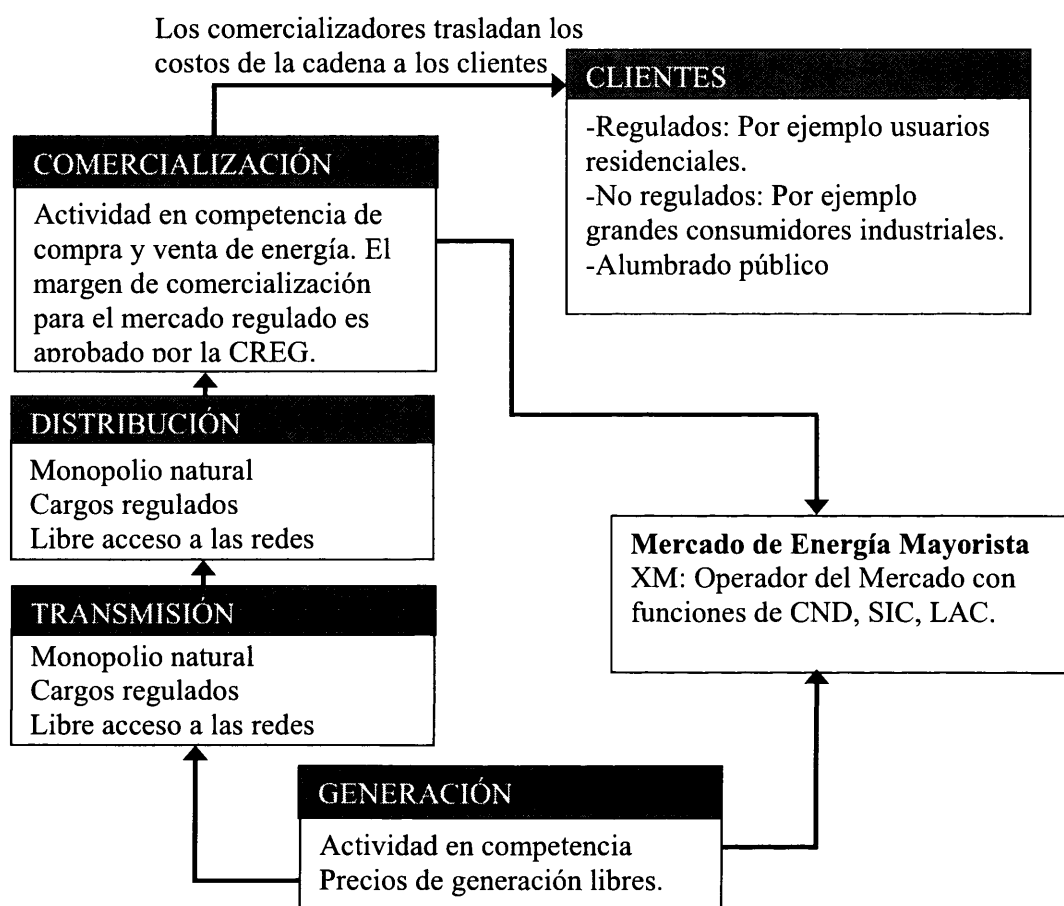 Los comercializadores trasladan los
costos de la cadena a los clientes
CLIENTES
-Regulados: Por ejemplo usuarios
residenciales.
-No regulados: Por ejemplo
grandes consumidores industriales.
-Alumbrado público
COMERCIALIZACIÓN
Actividad en competencia de
compra y venta de energía. El
margen de comercialización
para el mercado regulado es
aprobado por la CREG.
DISTRIBUCIÓN
Monopolio natural
Cargos regulados
Libre acceso a las redes
Mercado de Energía Mayorista
XM: Operador del Mercado con
funciones de CND, SIC, LAC.
TRANSMISIÓN
Monopolio natural
Cargos regulados
Libre acceso a las redes
GENERACIÓN
Actividad en competencia
Precios de generación libres.